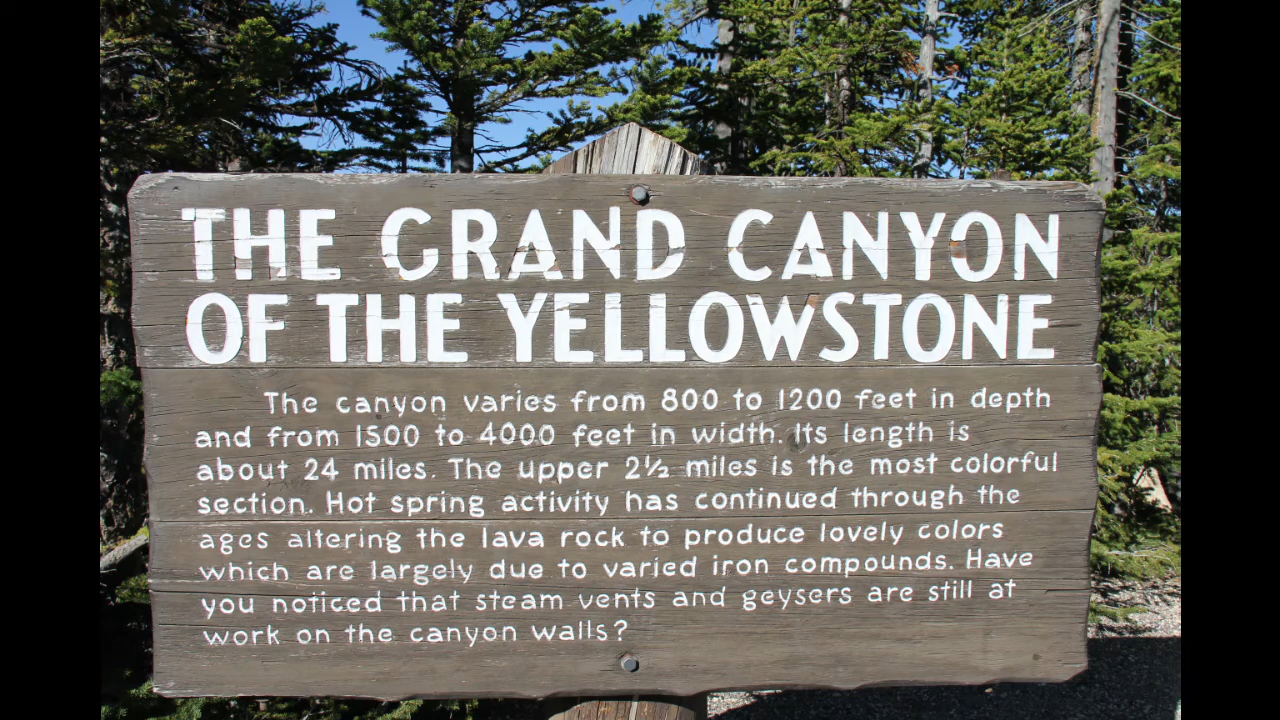 THE GRAND CANYON
OF THE YELLOWSTONE
The canyon varies from 800 to 1200 feet in depth
and from 1500 to 4000 feet in width. Its length is
about 24 miles. The upper 2½ miles is the most colorful
section. Hot spring activity has continued through the
ages altering the lava rock to produce lovely colors
which are largely due to varied iron compounds. Have
you noticed that steam vents and geysers are still at
work on the canyon walls?